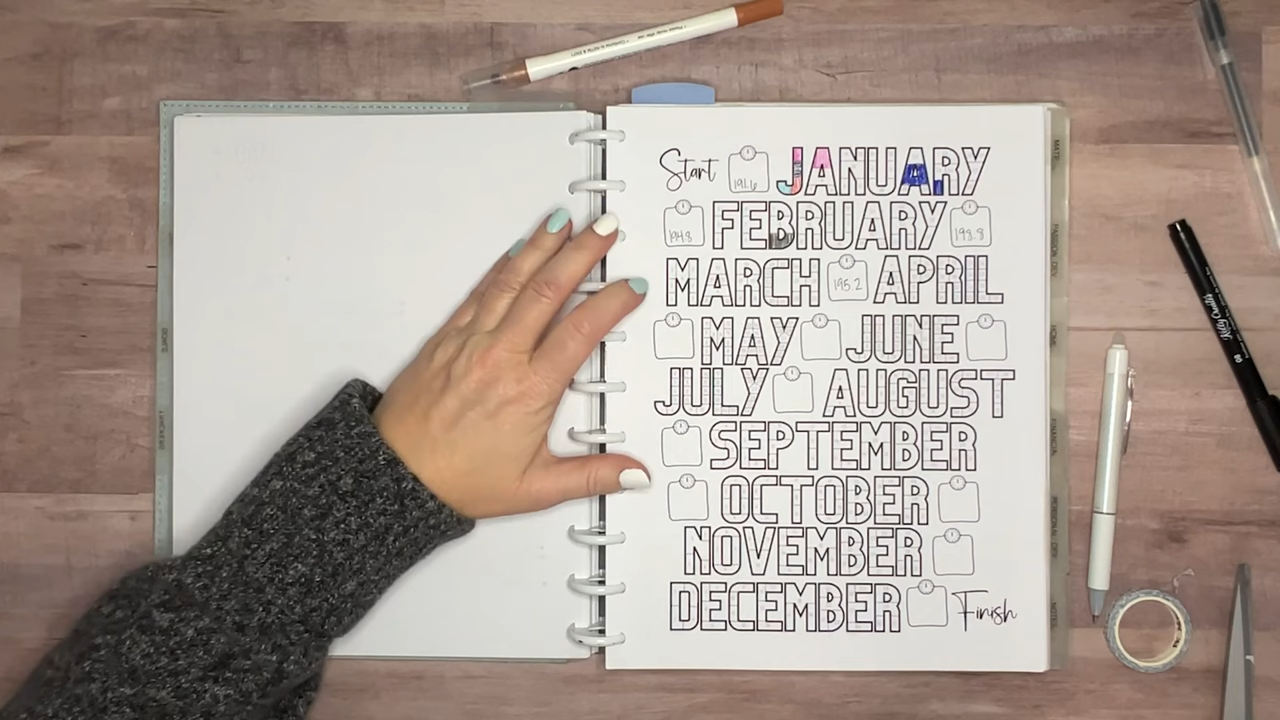 Start 191.6 JANUARY
194.8 FEBRUARY 193.8
MARCH 195.2 APRIL
MAY JUNE
JULY AUGUST
SEPTEMBER
OCTOBER
NOVEMBER
DECEMBER Finish
Kelly Creates